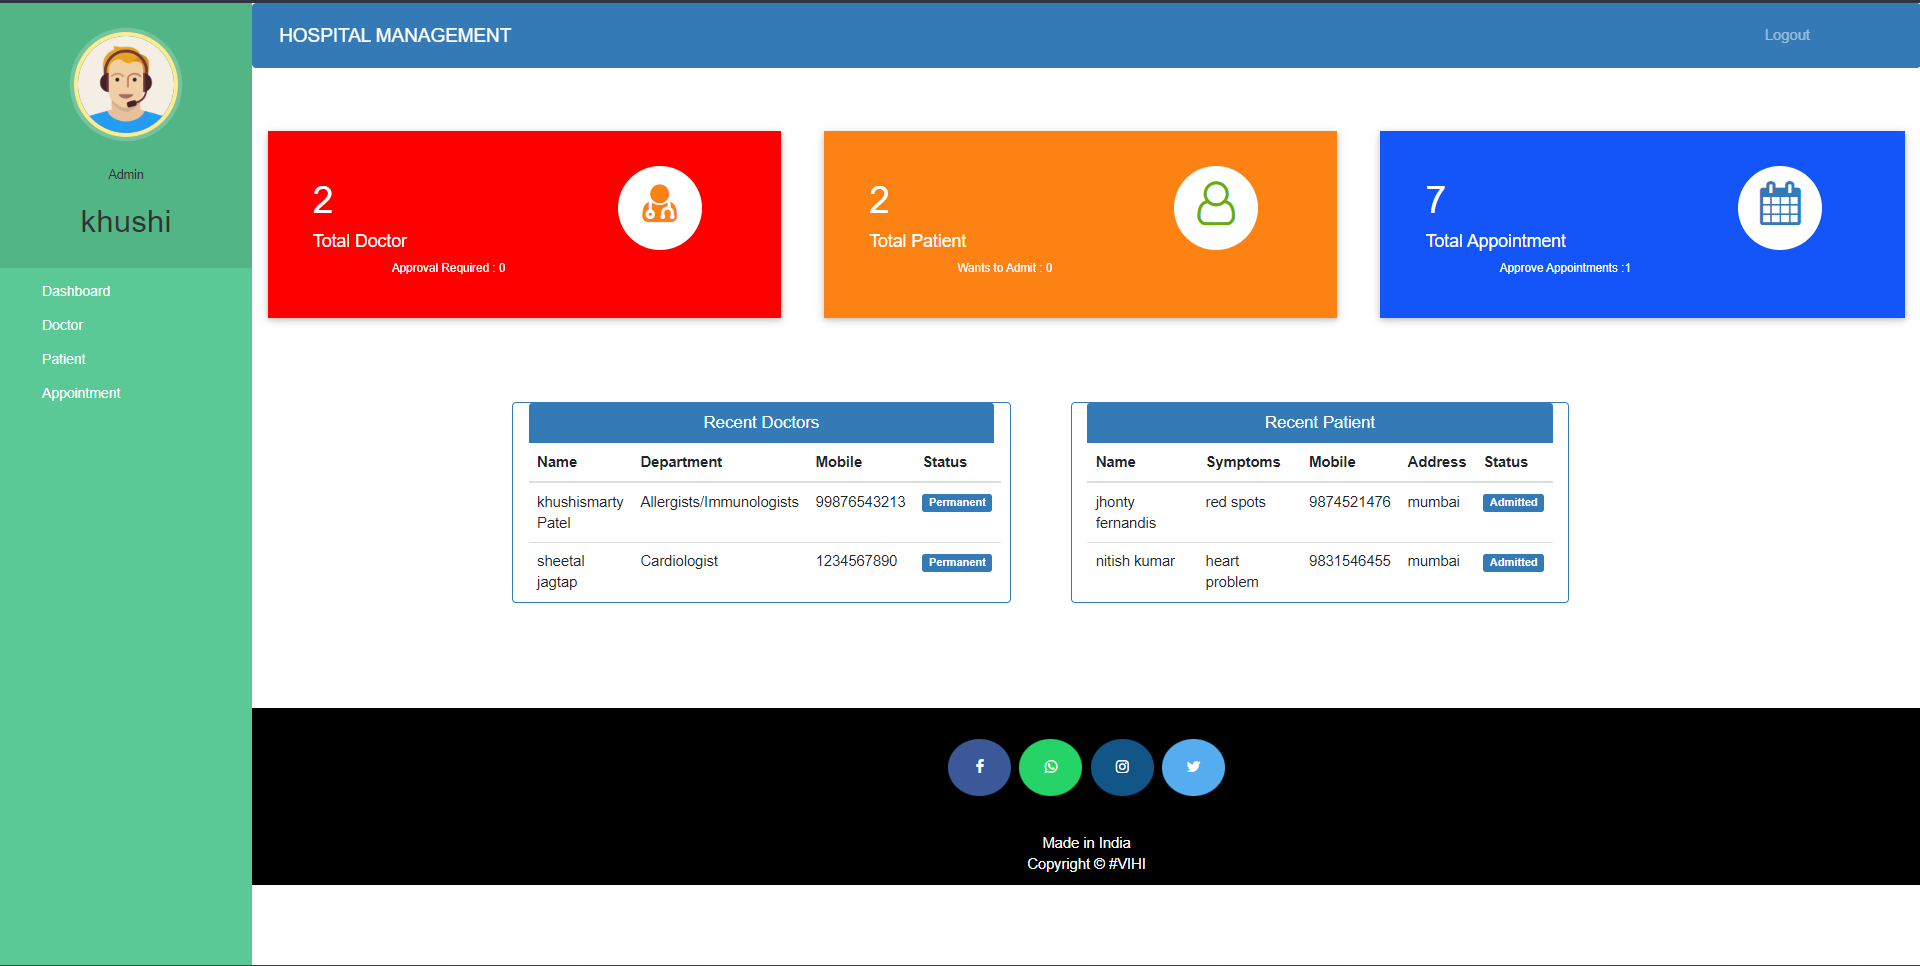 HOSPITAL MANAGEMENT
Logout
Admin
khushi
Dashboard
Doctor
Patient
Appointment
2
Total Doctor
Approval Required : 0
2
Total Patient
Wants to Admit : 0
7
Total Appointment
Approve Appointments :1
Recent Doctors
Name Department Mobile Status
khushismarty Allergists/Immunologists 99876543213 Permanent
Patel
sheetal Cardiologist 1234567890 Permanent
jagtap
Recent Patient
Name Symptoms Mobile Address Status
jhonty red spots 9874521476 mumbai Admitted
fernandis
nitish kumar heart 9831546455 mumbai Admitted
problem
Made in India
Copyright © #VIHI